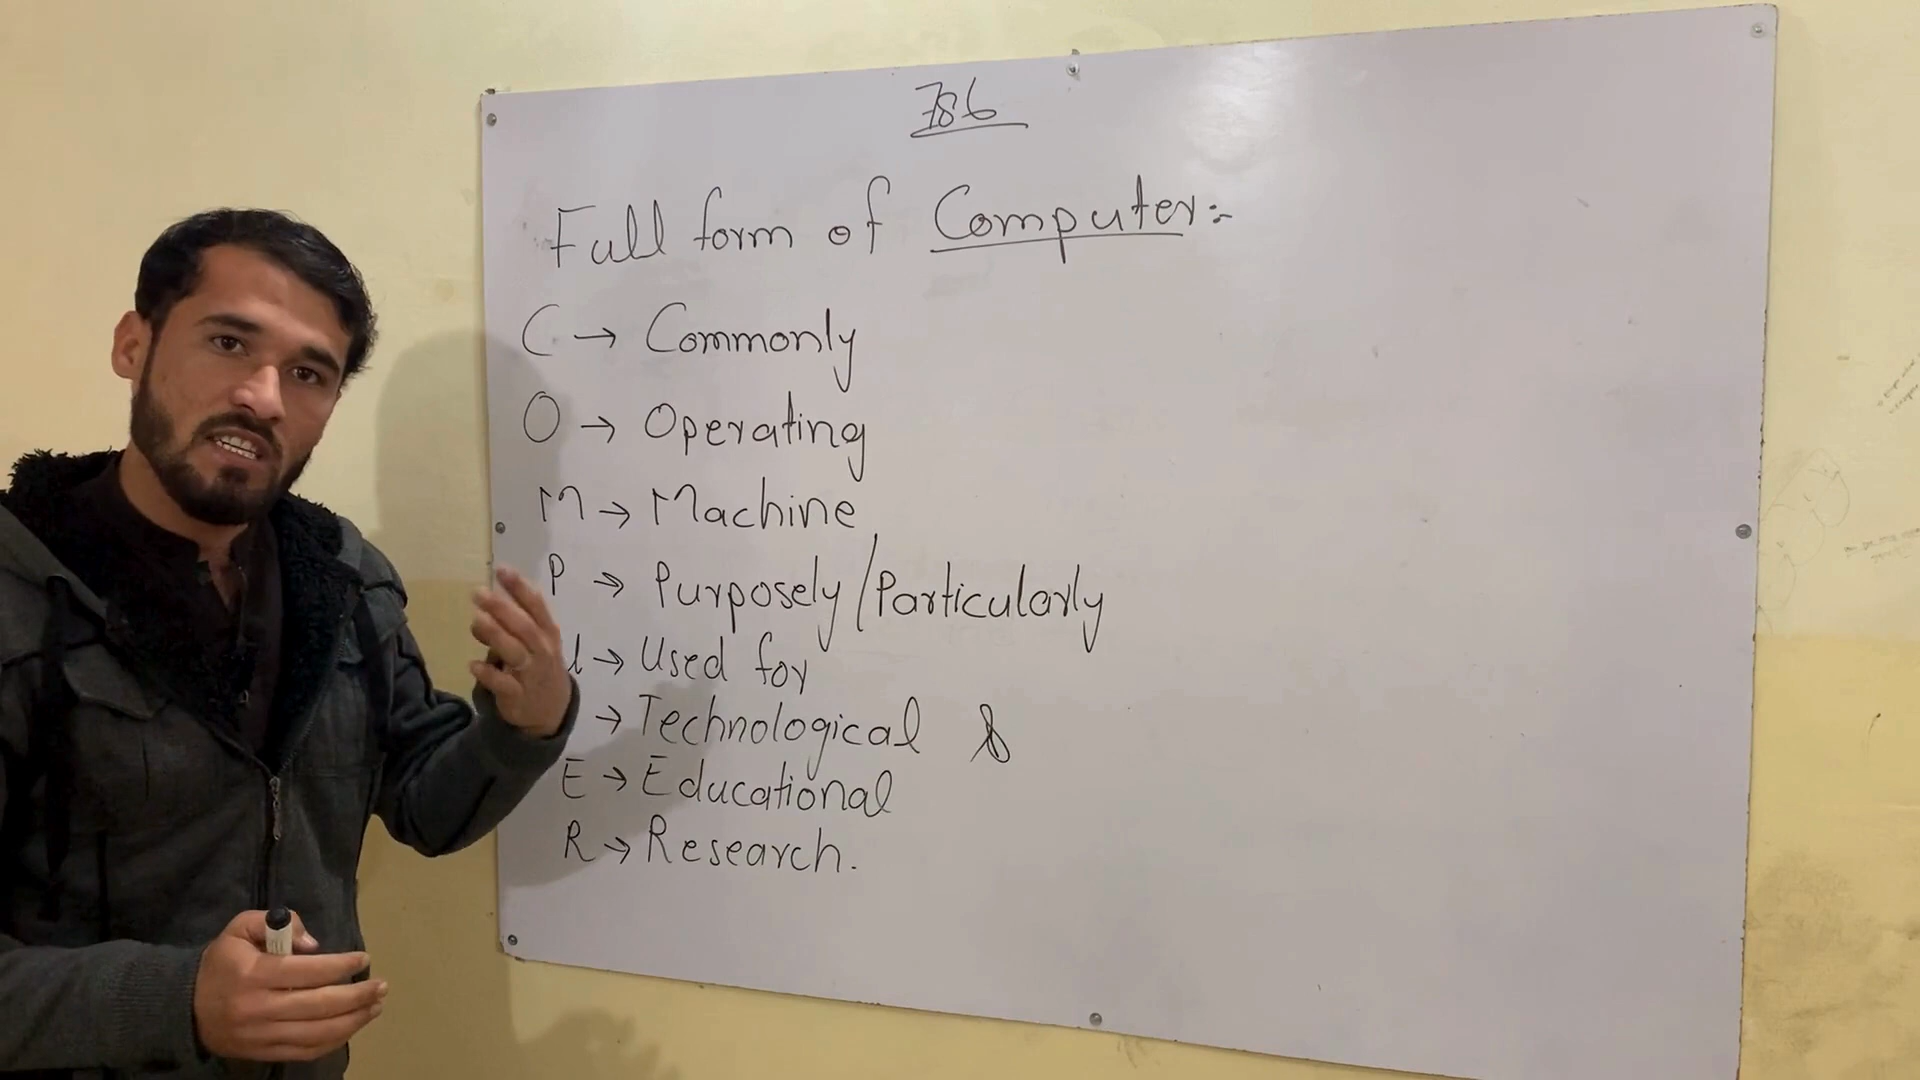 786
Full form of Computer:-
C → Commonly
O → Operating
M → Machine
P → Purposely/Particularly
U → Used for
→ Technological &
E → Educational
R → Research.